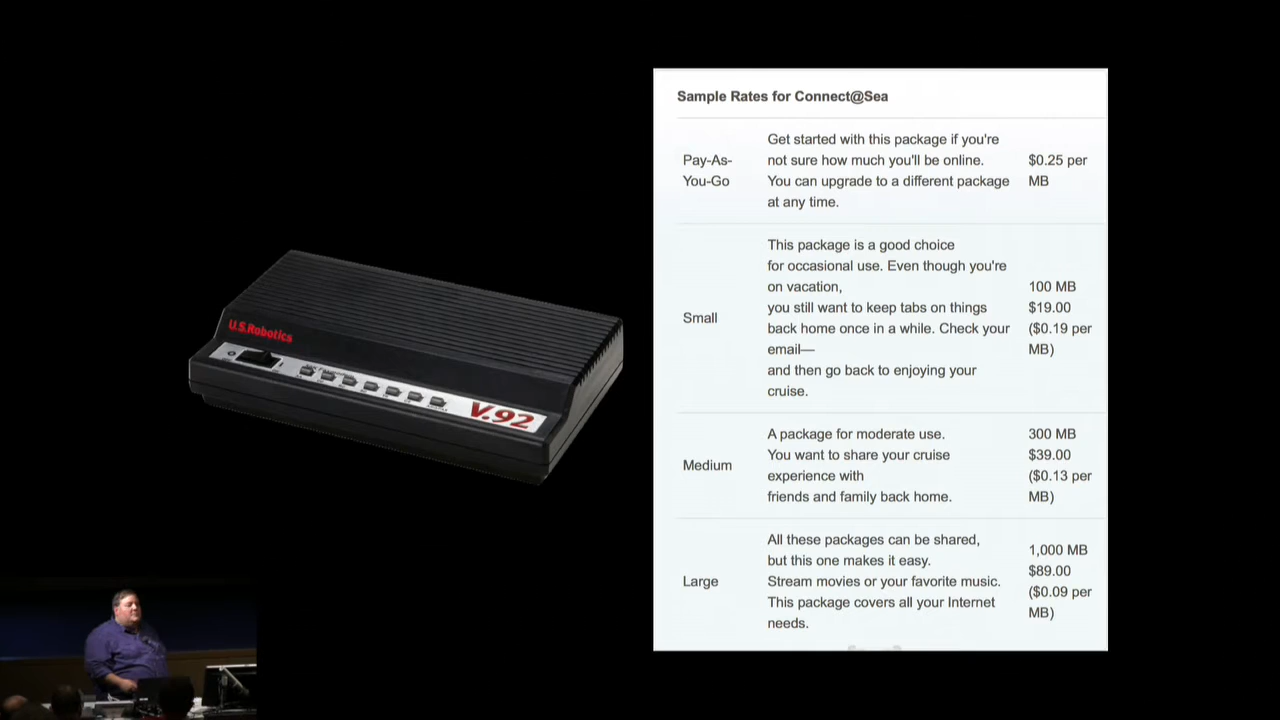 Sample Rates for Connect@Sea
Pay-As-
You-Go
Get started with this package if you're
not sure how much you'll be online.
You can upgrade to a different package
at any time.
$0.25 per
MB
Small
This package is a good choice
for occasional use. Even though you're
on vacation,
you still want to keep tabs on things
back home once in a while. Check your
email—
and then go back to enjoying your
cruise.
100 MB
$19.00
($0.19 per
MB)
Medium
A package for moderate use.
You want to share your cruise
experience with
friends and family back home.
300 MB
$39.00
($0.13 per
MB)
Large
All these packages can be shared,
but this one makes it easy.
Stream movies or your favorite music.
This package covers all your Internet
needs.
1,000 MB
$89.00
($0.09 per
MB)
U.S.Robotics
V.92